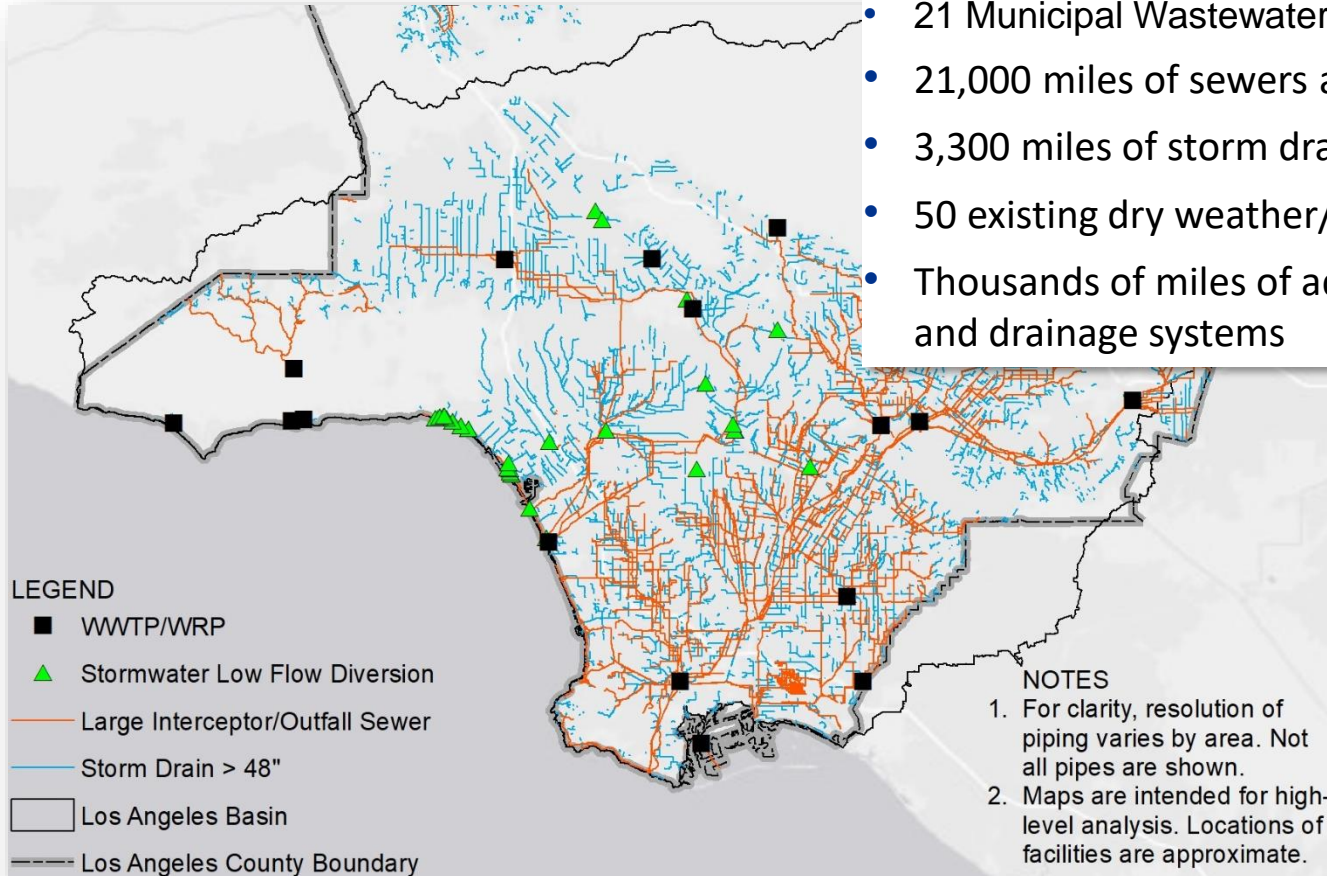 • 21 Municipal Wastewater
• 21,000 miles of sewers a
• 3,300 miles of storm dra
• 50 existing dry weather/
• Thousands of miles of ad
and drainage systems
LEGEND
WWTP/WRP
Stormwater Low Flow Diversion
Large Interceptor/Outfall Sewer
Storm Drain > 48"
Los Angeles Basin
Los Angeles County Boundary
NOTES
1. For clarity, resolution of
piping varies by area. Not
all pipes are shown.
2. Maps are intended for high-
level analysis. Locations of
facilities are approximate.